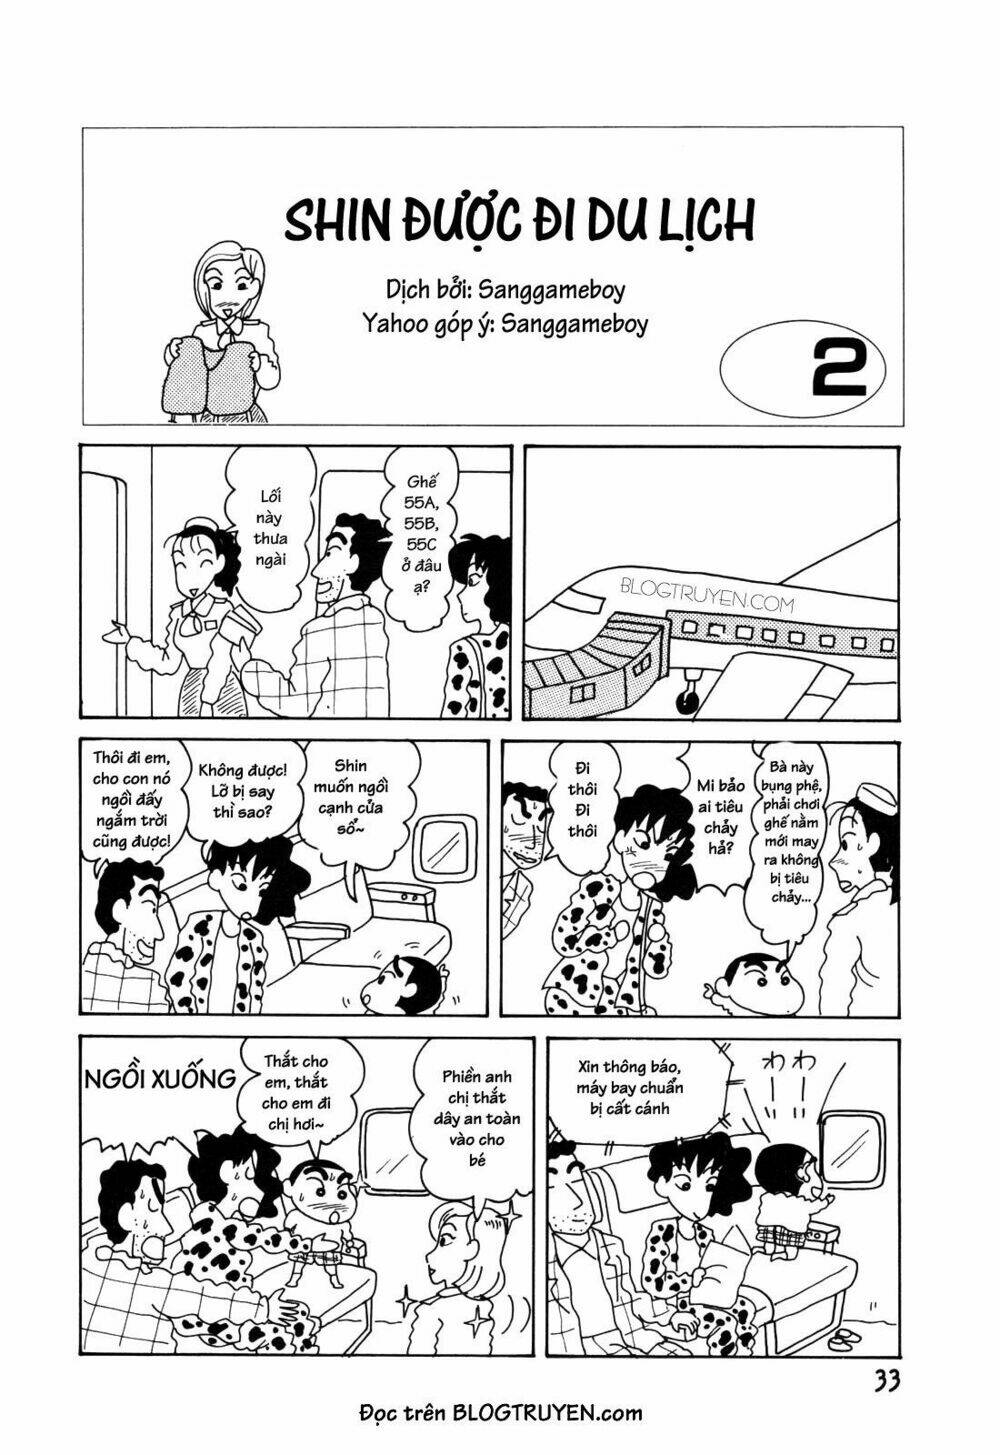 SHIN ĐƯỢC ĐI DU LỊCH
Dịch bởi: Sanggameboy
Yahoo góp ý: Sanggameboy
2
BLOGTRUYEN.COM
Ghế
55A,
55B,
55C
ở đâu
ạ?
Lối
này
thưa
ngài
Bà này
bụng phệ,
phải chơi
ghế nằm
mới may
ra không
bị tiêu
chảy...
Mi bảo
ai tiêu
chảy
hả?
Đi
thôi
Đi
thôi
Shin
muốn ngồi
cạnh cửa
sổ~
Không được!
Lỡ bị say
thì sao?
Thôi đi em,
cho con nó
ngồi đấy
ngắm trời
cũng được!
わー
わー
Xin thông báo,
máy bay chuẩn
bị cất cánh
Phiền anh
chị thắt
dây an toàn
vào cho
bé
Thắt cho
em, thắt
cho em đi
chị hơi~
NGỒI XUỐNG
33
Đọc trên BLOGTRUYEN.com